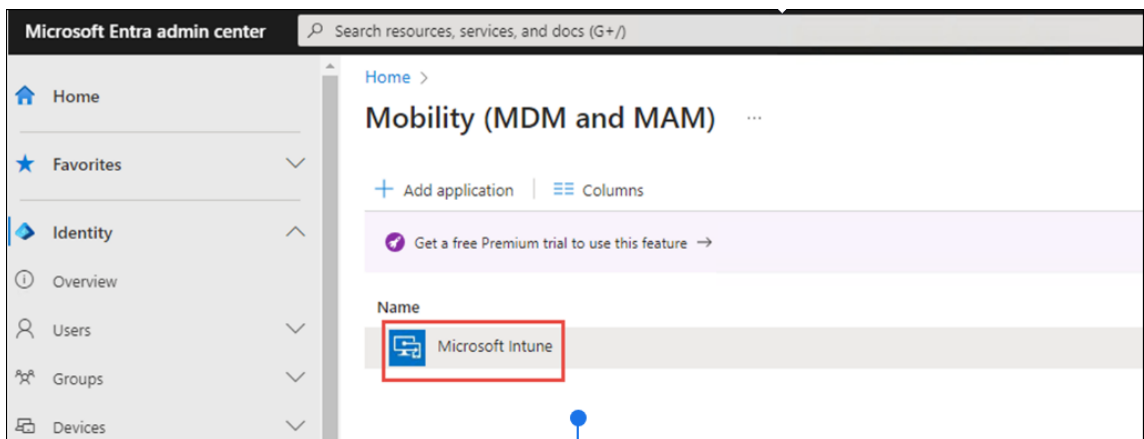 Microsoft Entra admin center
Search resources, services, and docs (G+/)
Home
Favorites
Identity
Overview
Users
Groups
Devices
Home >
Mobility (MDM and MAM) ...
+ Add application
Columns
Get a free Premium trial to use this feature →
Name
Microsoft Intune